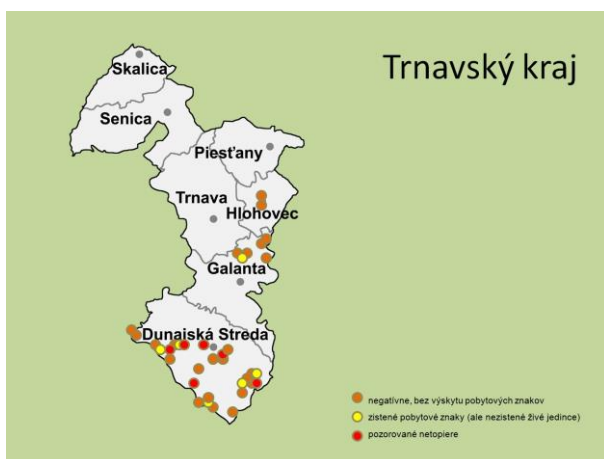 Trnavský kraj
Skalica
Senica
Piesťany
Trnava
Hlohovec
Galanta
Dunajská Streda
negatívne, bez výskytu pobytových znakov
zistené pobytové znaky (ale nezistené živé jedince)
pozorované netopiere